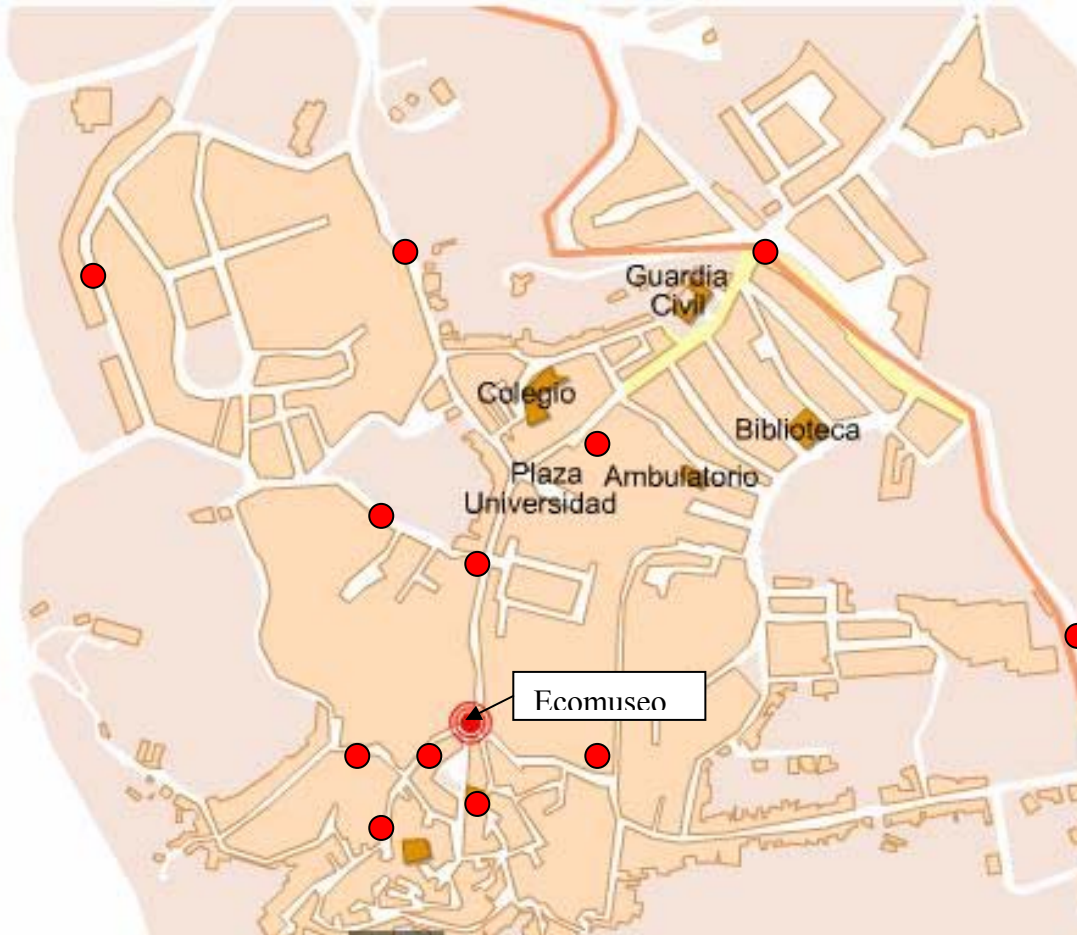 Guardia
Civil
Colegio
Biblioteca
Plaza
Universidad
Ambulatorio
Ecomuseo